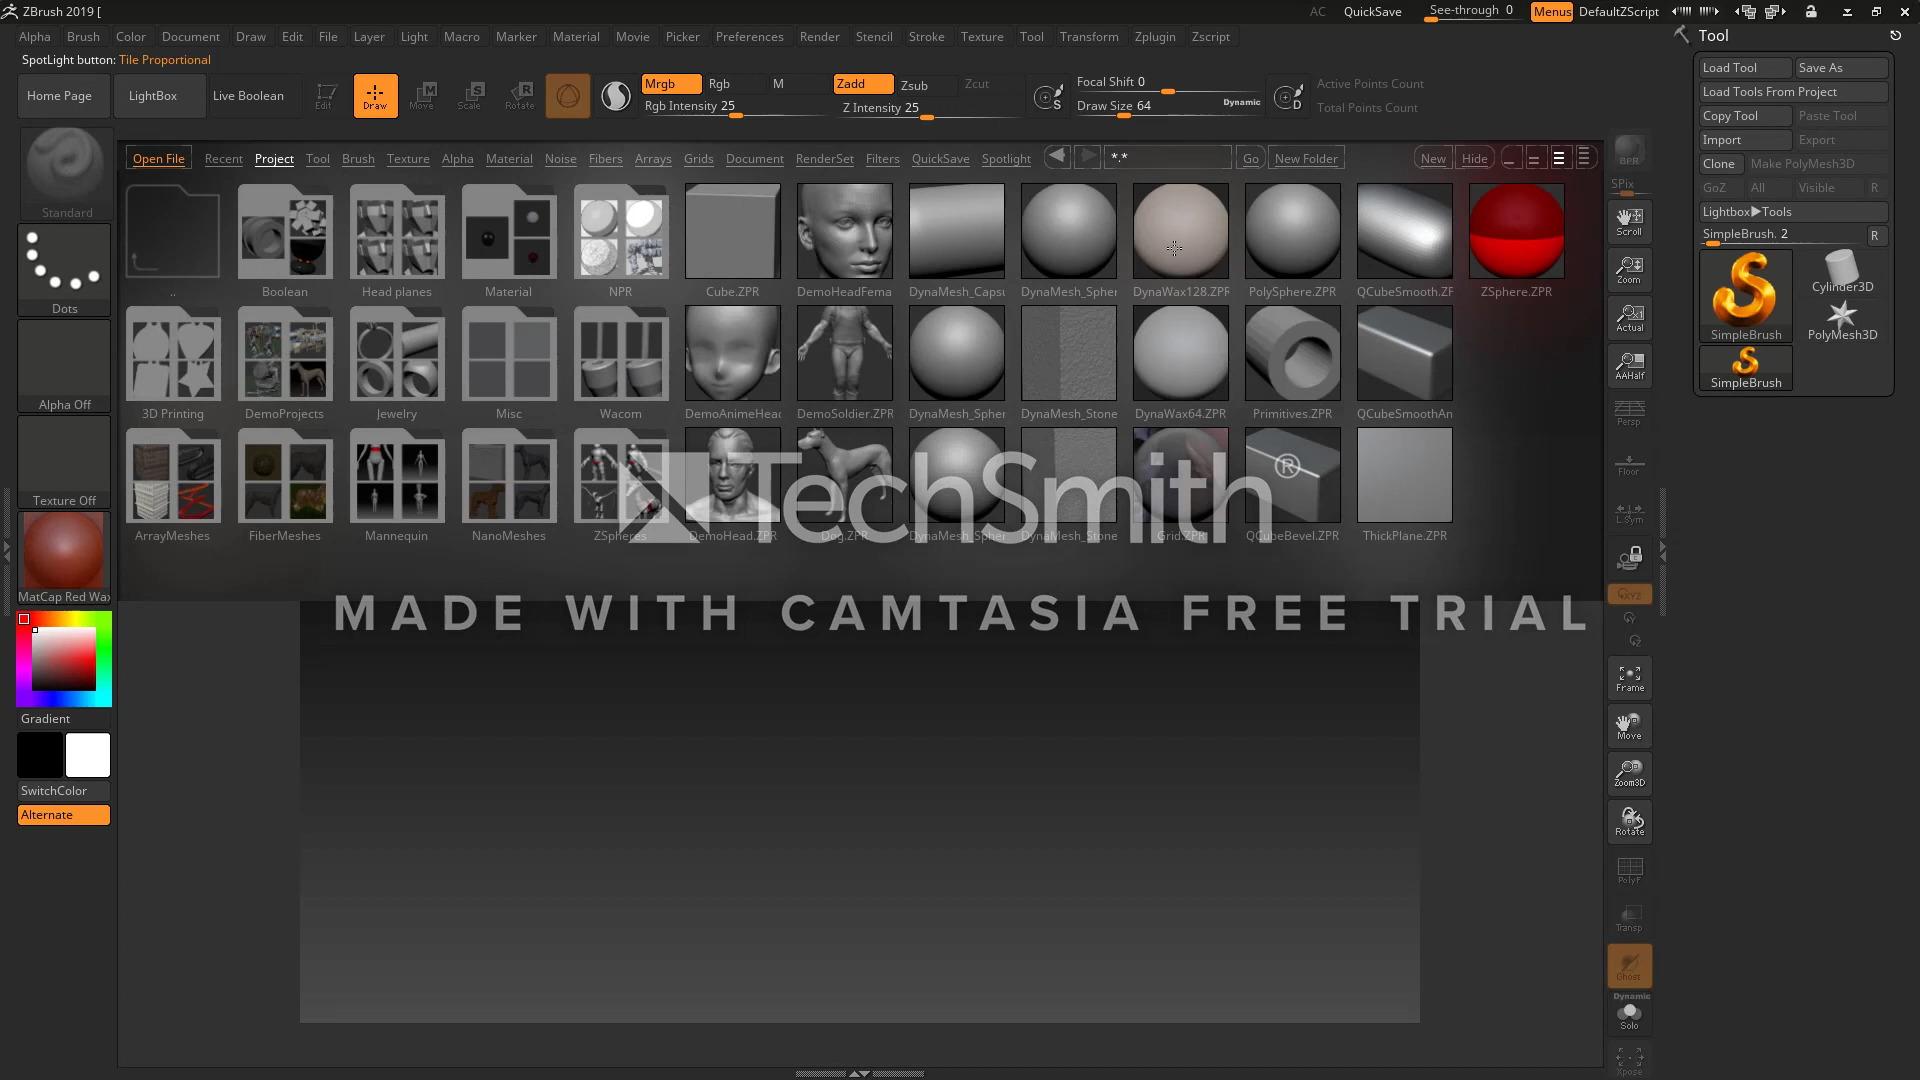 ZBrush 2019 [
AC QuickSave See-through 0 Menus DefaultZScript
Alpha Brush Color Document Draw Edit File Layer Light Macro Marker Material Movie Picker Preferences Render Stencil Stroke Texture Tool Transform Zplugin Zscript
Tool
SpotLight button: Tile Proportional
Home Page LightBox Live Boolean Edit Draw Move Scale Rotate
Mrgb Rgb M Zadd Zsub Zcut
Rgb Intensity 25 Z Intensity 25
Focal Shift 0
Draw Size 64 Dynamic
Active Points Count
Total Points Count
Load Tool Save As
Load Tools From Project
Copy Tool Paste Tool
Import Export
Clone Make PolyMesh3D
GoZ All Visible R
Lightbox▶Tools
SimpleBrush. 2 R
SimpleBrush Cylinder3D
PolyMesh3D
SimpleBrush
Open File Recent Project Tool Brush Texture Alpha Material Noise Fibers Arrays Grids Document RenderSet Filters QuickSave Spotlight *.* Go New Folder New Hide
.. Boolean Head planes Material NPR Cube.ZPR DemoHeadFema DynaMesh_Capsu DynaMesh_Spher DynaWax128.ZPR PolySphere.ZPR QCubeSmooth.ZP ZSphere.ZPR
3D Printing DemoProjects Jewelry Misc Wacom DemoAnimeHead DemoSoldier.ZPR DynaMesh_Spher DynaMesh_Stone DynaWax64.ZPR Primitives.ZPR QCubeSmoothAn
ArrayMeshes FiberMeshes Mannequin NanoMeshes ZSpheres DemoHead.ZPR Dog.ZPR DynaMesh_Spher DynaMesh_Stone Grid.ZPR QCubeBevel.ZPR ThickPlane.ZPR
TechSmith®
MADE WITH CAMTASIA FREE TRIAL
Standard
Dots
Alpha Off
Texture Off
MatCap Red Wax
Gradient
SwitchColor
Alternate
BPR
SPix
Scroll
Zoom
Actual
AAHalf
Persp
Floor
L.Sym
XYZ
Frame
Move
Zoom3D
Rotate
PolyF
Transp
Ghost
Dynamic
Solo
Xpose